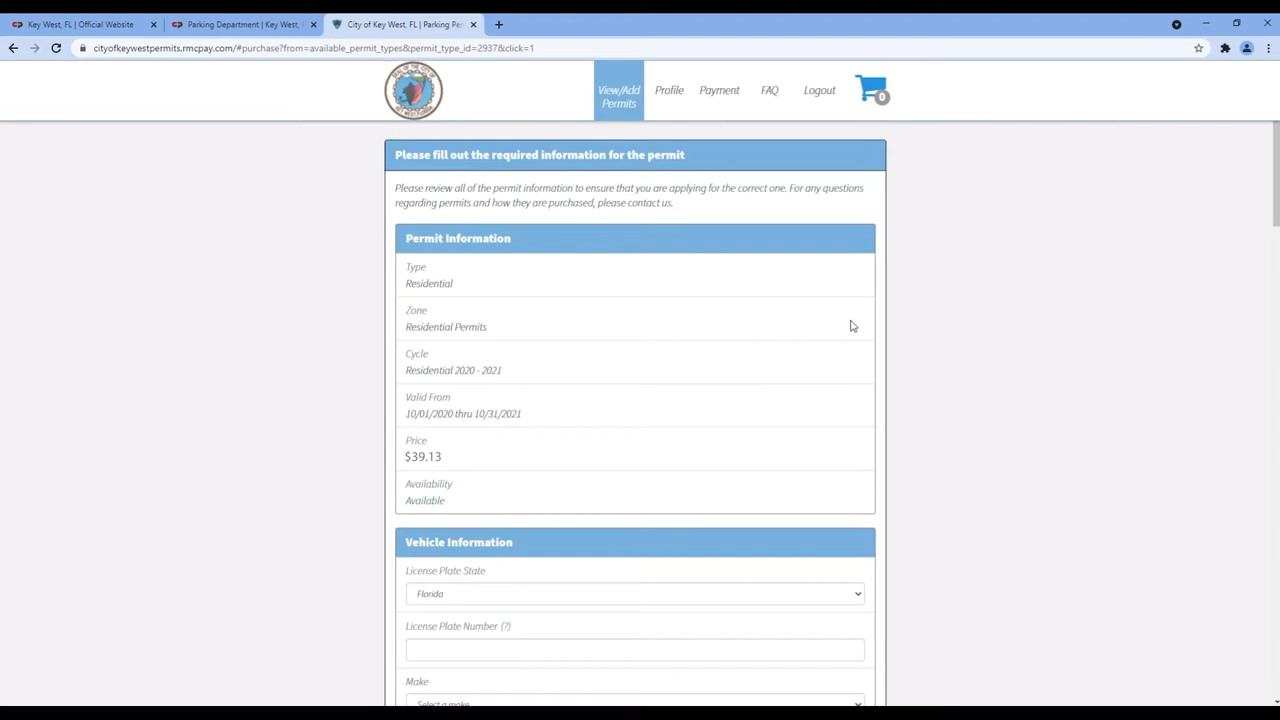 Key West, FL | Official Website
Parking Department | Key West, F
City of Key West, FL | Parking Per
cityofkeywestpermits.rmcpay.com/#purchase?from=available_permit_types&permit_type_id=2937&click=1
View/Add
Permits
Profile
Payment
FAQ
Logout
0
Please fill out the required information for the permit
Please review all of the permit information to ensure that you are applying for the correct one. For any questions
regarding permits and how they are purchased, please contact us.
Permit Information
Type
Residential
Zone
Residential Permits
Cycle
Residential 2020 - 2021
Valid From
10/01/2020 thru 10/31/2021
Price
$39.13
Availability
Available
Vehicle Information
License Plate State
Florida
License Plate Number (?)
Make
Select a make